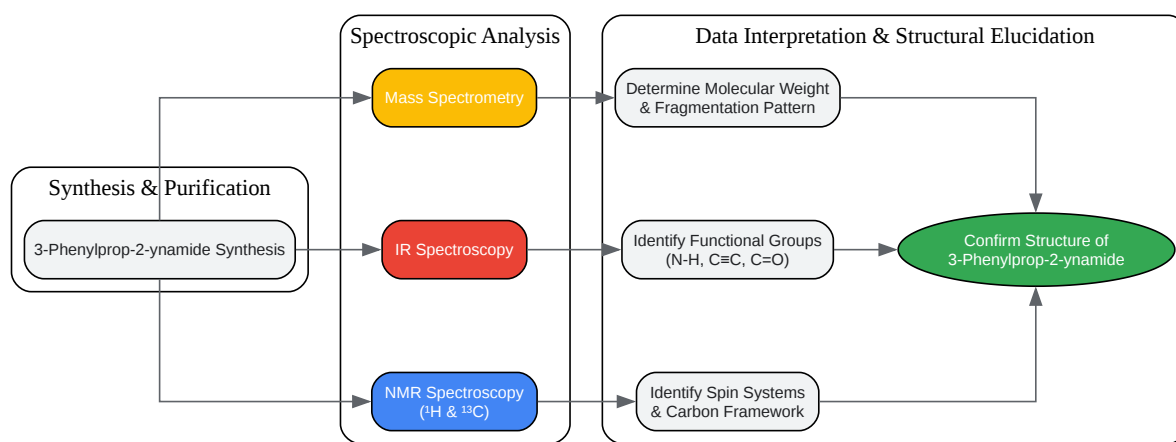 Spectroscopic Analysis
Data Interpretation & Structural Elucidation
Mass Spectrometry
Determine Molecular Weight
& Fragmentation Pattern
Synthesis & Purification
3-Phenylprop-2-ynamide Synthesis
IR Spectroscopy
Identify Functional Groups
(N-H, C≡C, C=O)
Confirm Structure of
3-Phenylprop-2-ynamide
NMR Spectroscopy
(¹H & ¹³C)
Identify Spin Systems
& Carbon Framework